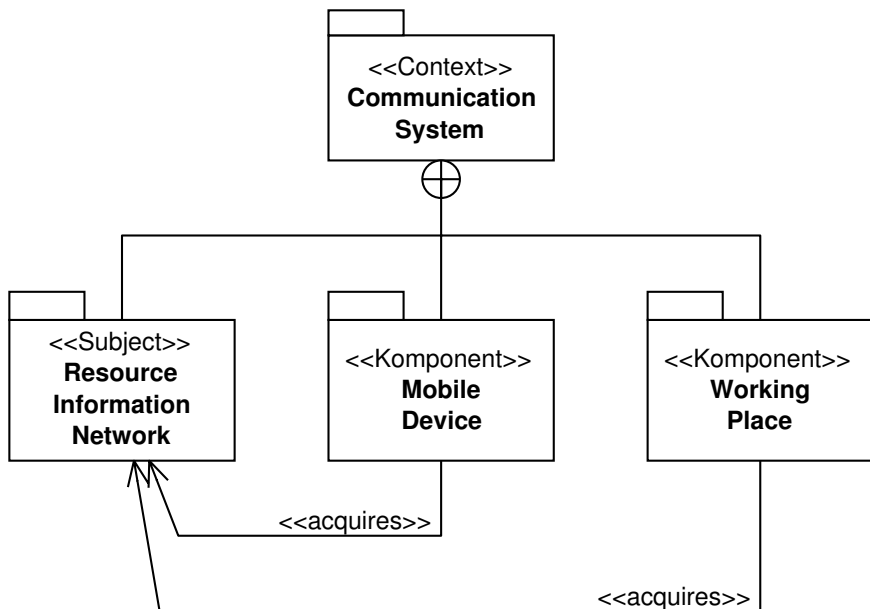 <<Context>>
Communication
System
<<Subject>>
Resource
Information
Network
<<Komponent>>
Mobile
Device
<<Komponent>>
Working
Place
<<acquires>>
<<acquires>>